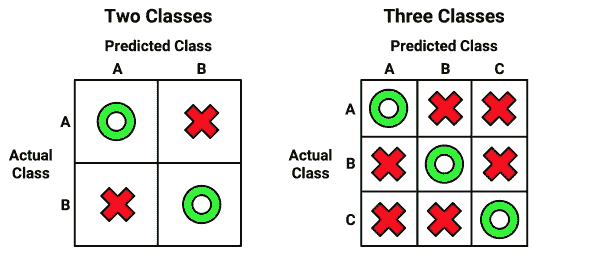 Two Classes
Predicted Class
A B
A
Actual
Class
B
Three Classes
Predicted Class
A B C
A
Actual
Class
B
C